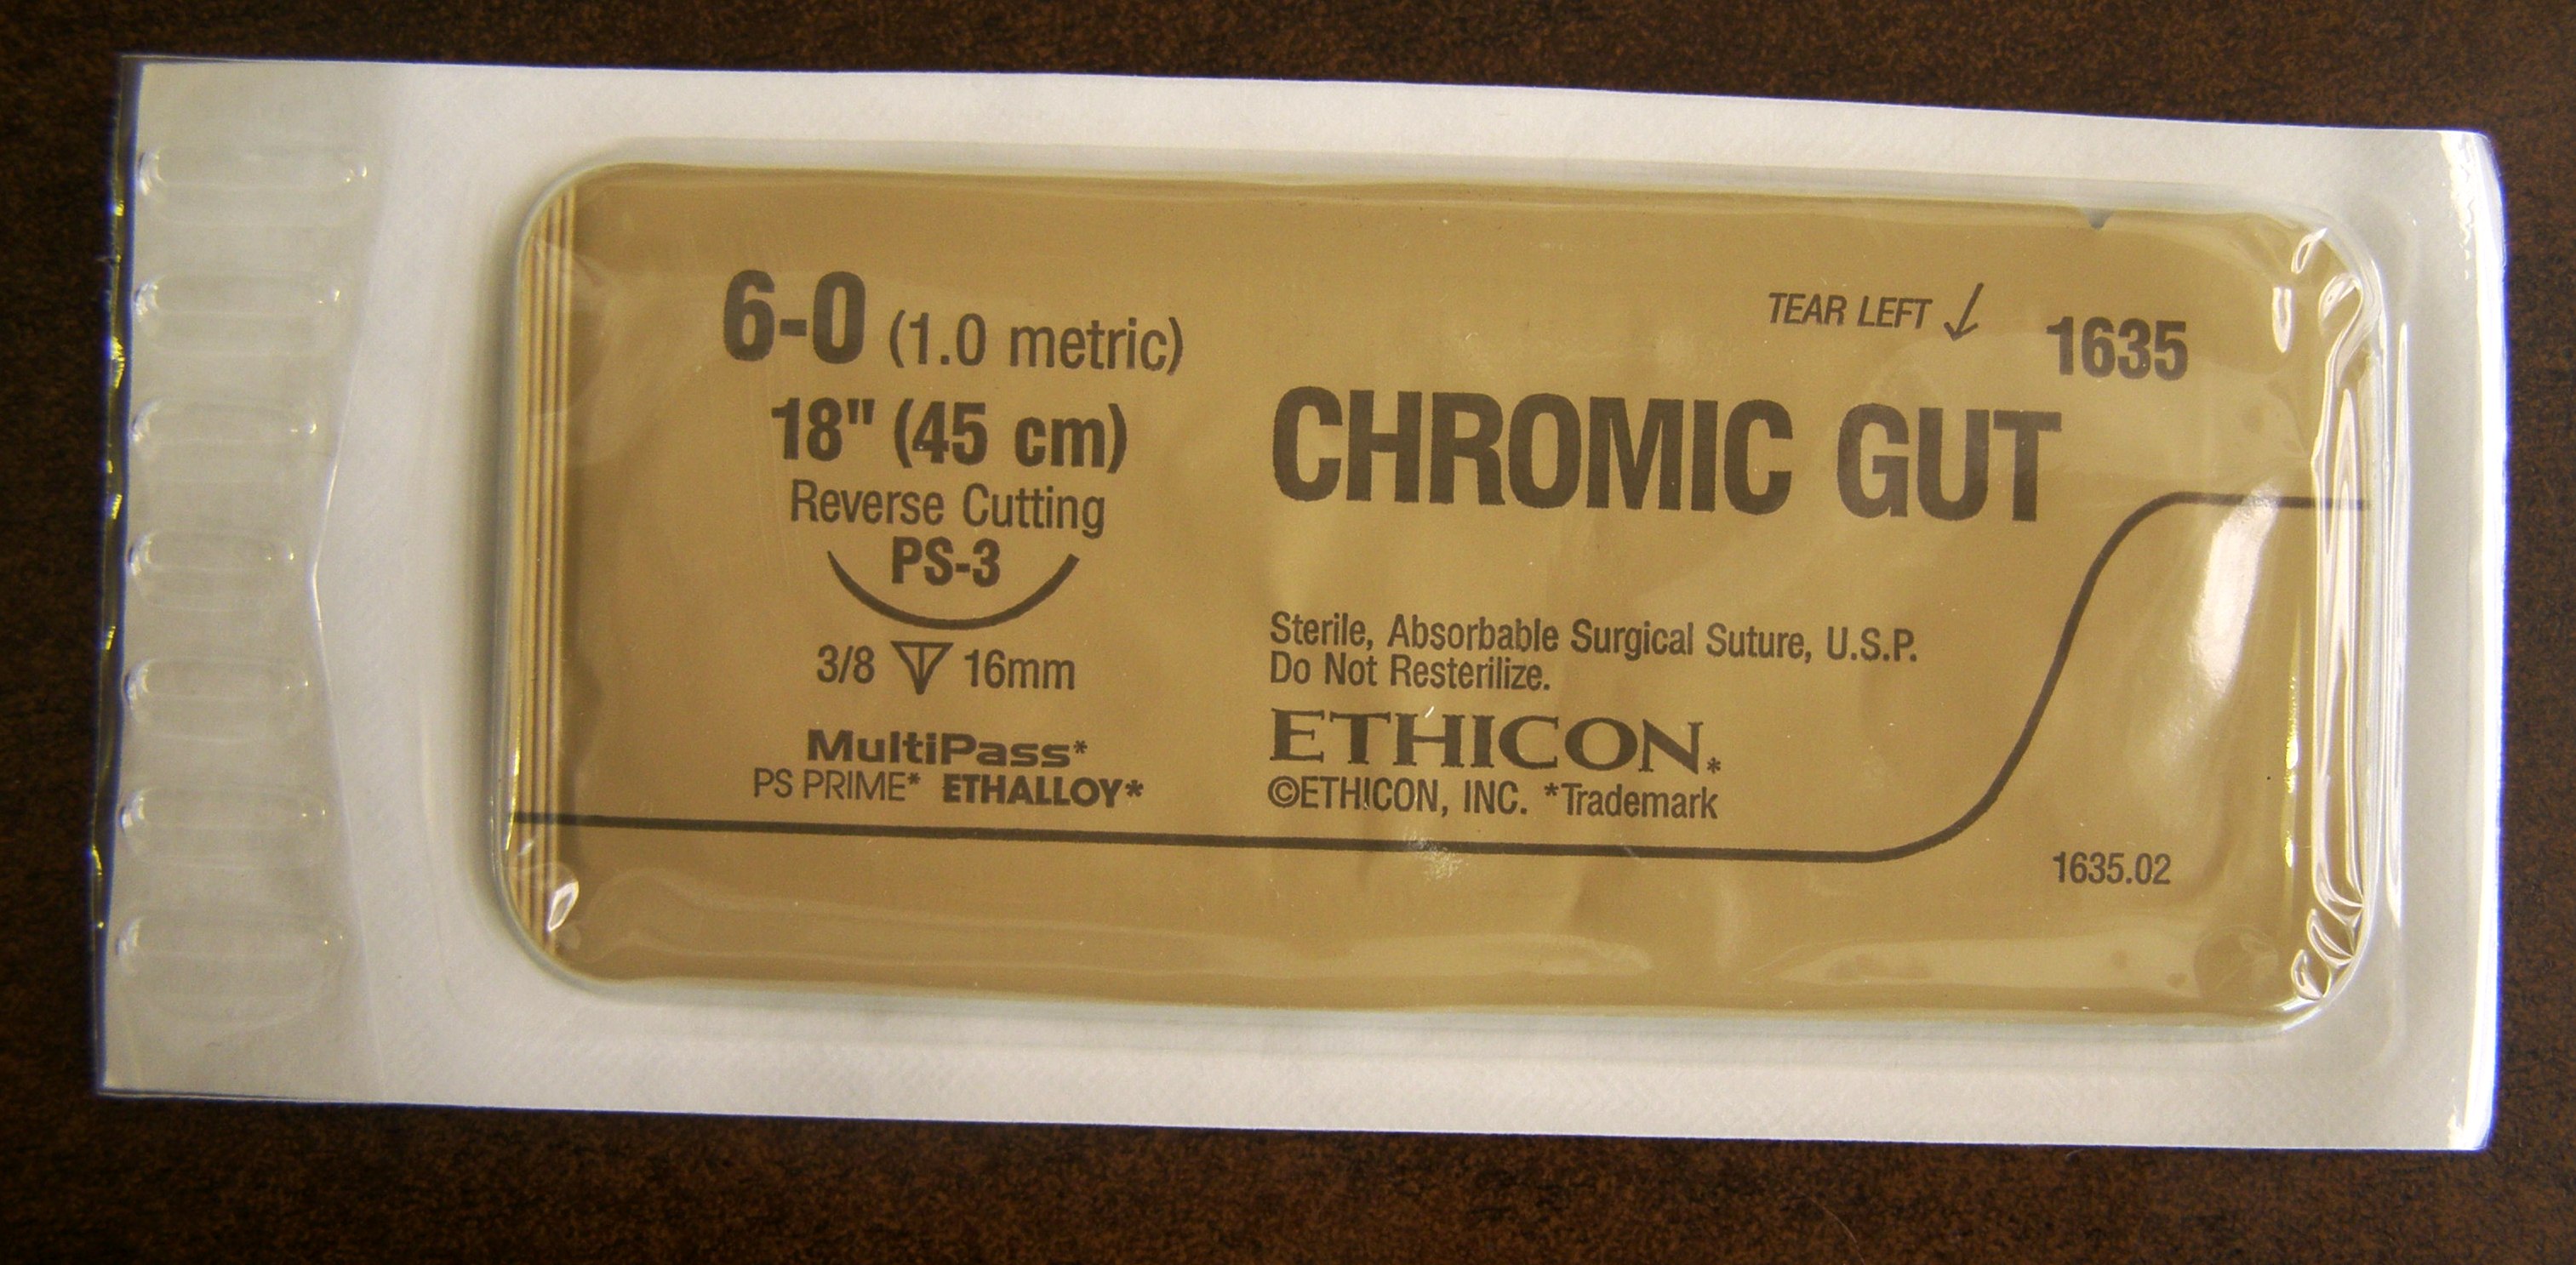 6-0 (1.0 metric)
18" (45 cm)
Reverse Cutting
PS-3
3/8 16mm
MultiPass*
PS PRIME* ETHALLOY*
TEAR LEFT ↓ 1635
CHROMIC GUT
Sterile, Absorbable Surgical Suture, U.S.P.
Do Not Resterilize.
ETHICON*
©ETHICON, INC. *Trademark
1635.02